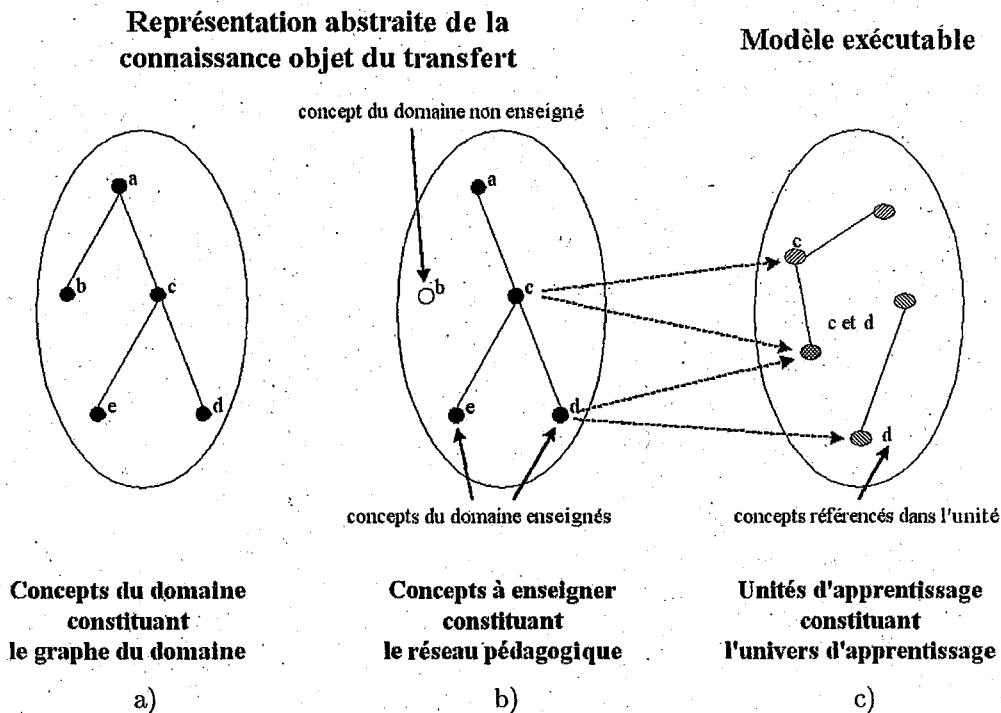 Représentation abstraite de la
connaissance objet du transfert
Modèle exécutable
concept du domaine non enseigné
a
b
c
e
d
a
b
c
e
d
c
c et d
d
concepts du domaine enseignés
concepts référencés dans l'unité
Concepts du domaine
constituant
le graphe du domaine
Concepts à enseigner
constituant
le réseau pédagogique
Unités d'apprentissage
constituant
l'univers d'apprentissage
a)
b)
c)